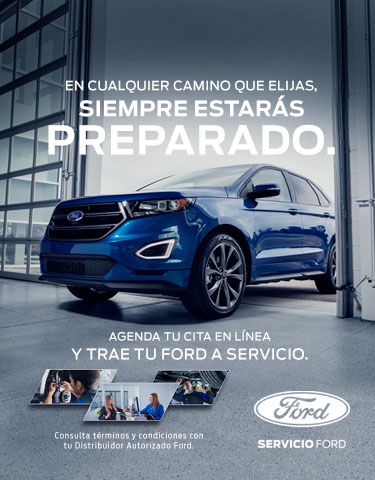 EN CUALQUIER CAMINO QUE ELIJAS,
SIEMPRE ESTARÁS
PREPARADO.
AGENDA TU CITA EN LÍNEA
Y TRAE TU FORD A SERVICIO.
Consulta términos y condiciones con
tu Distribuidor Autorizado Ford.
Ford
SERVICIO FORD